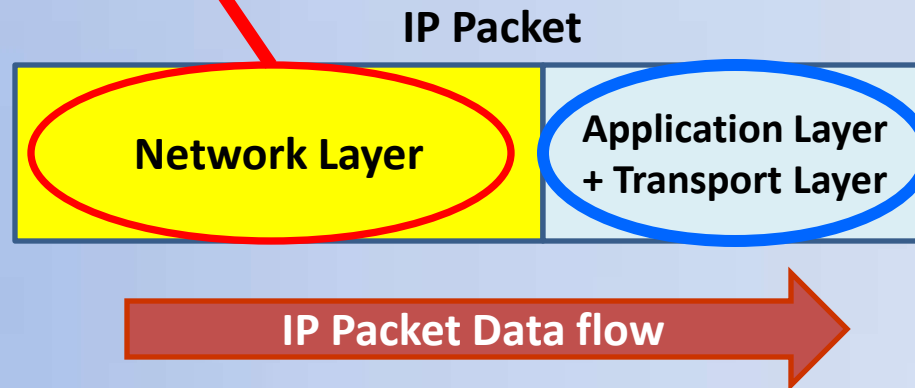 IP Packet
Network Layer
Application Layer
+ Transport Layer
IP Packet Data flow